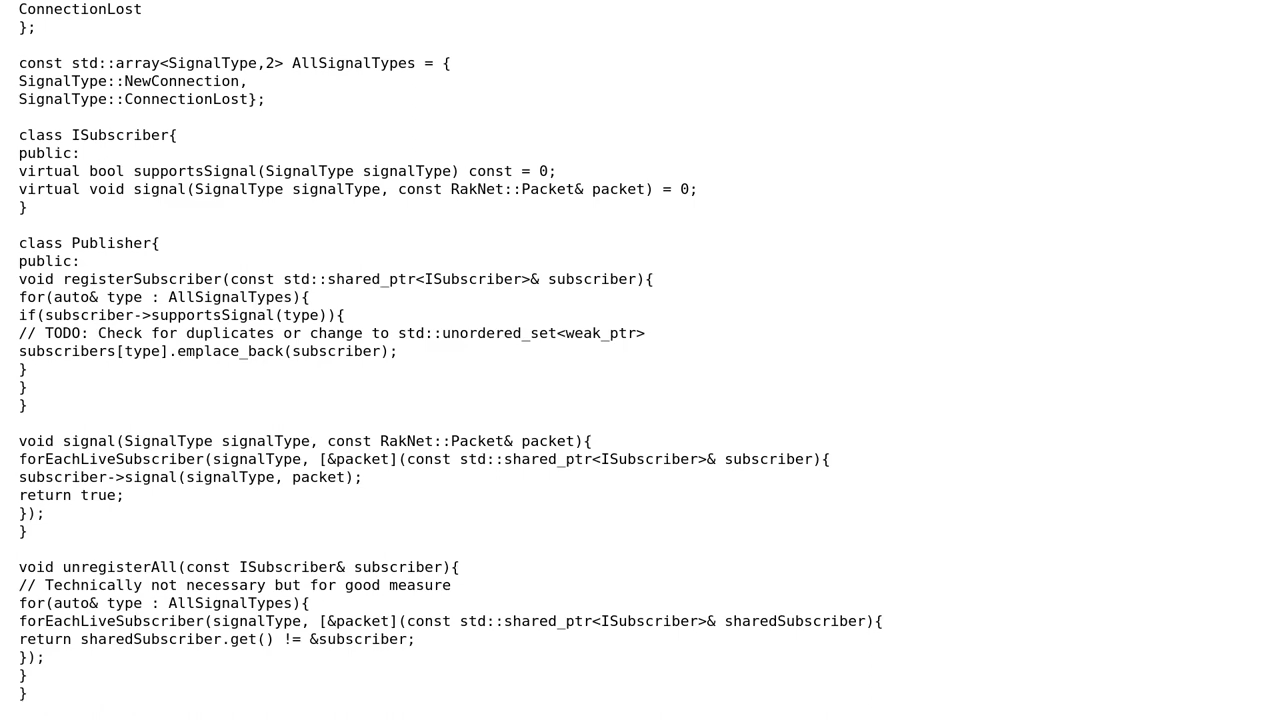 ConnectionLost
};
const std::array<SignalType,2> AllSignalTypes = {
SignalType::NewConnection,
SignalType::ConnectionLost};
class ISubscriber{
public:
virtual bool supportsSignal(SignalType signalType) const = 0;
virtual void signal(SignalType signalType, const RakNet::Packet& packet) = 0;
}
class Publisher{
public:
void registerSubscriber(const std::shared_ptr<ISubscriber>& subscriber){
for(auto& type : AllSignalTypes){
if(subscriber->supportsSignal(type)){
// TODO: Check for duplicates or change to std::unordered_set<weak_ptr>
subscribers[type].emplace_back(subscriber);
}
}
}
void signal(SignalType signalType, const RakNet::Packet& packet){
forEachLiveSubscriber(signalType, [&packet](const std::shared_ptr<ISubscriber>& subscriber){
subscriber->signal(signalType, packet);
return true;
});
}
void unregisterAll(const ISubscriber& subscriber){
// Technically not necessary but for good measure
for(auto& type : AllSignalTypes){
forEachLiveSubscriber(signalType, [&packet](const std::shared_ptr<ISubscriber>& sharedSubscriber){
return sharedSubscriber.get() != &subscriber;
});
}
}